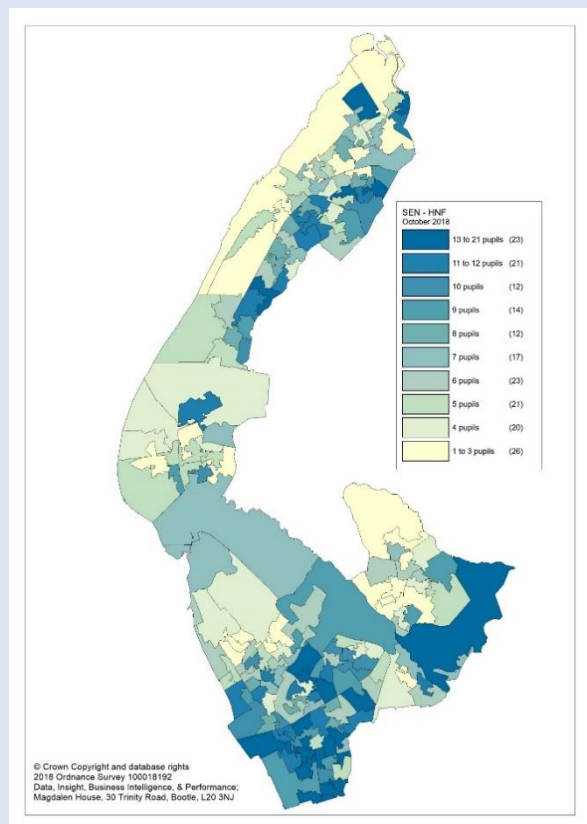 SEN - HNF
October 2018
13 to 21 pupils (23)
11 to 12 pupils (21)
10 pupils (12)
9 pupils (14)
8 pupils (12)
7 pupils (17)
6 pupils (23)
5 pupils (21)
4 pupils (20)
1 to 3 pupils (26)
© Crown Copyright and database rights
2018 Ordnance Survey 100018192
Data, Insight, Business Intelligence, & Performance;
Magdalen House, 30 Trinity Road, Bootle, L20 3NJ